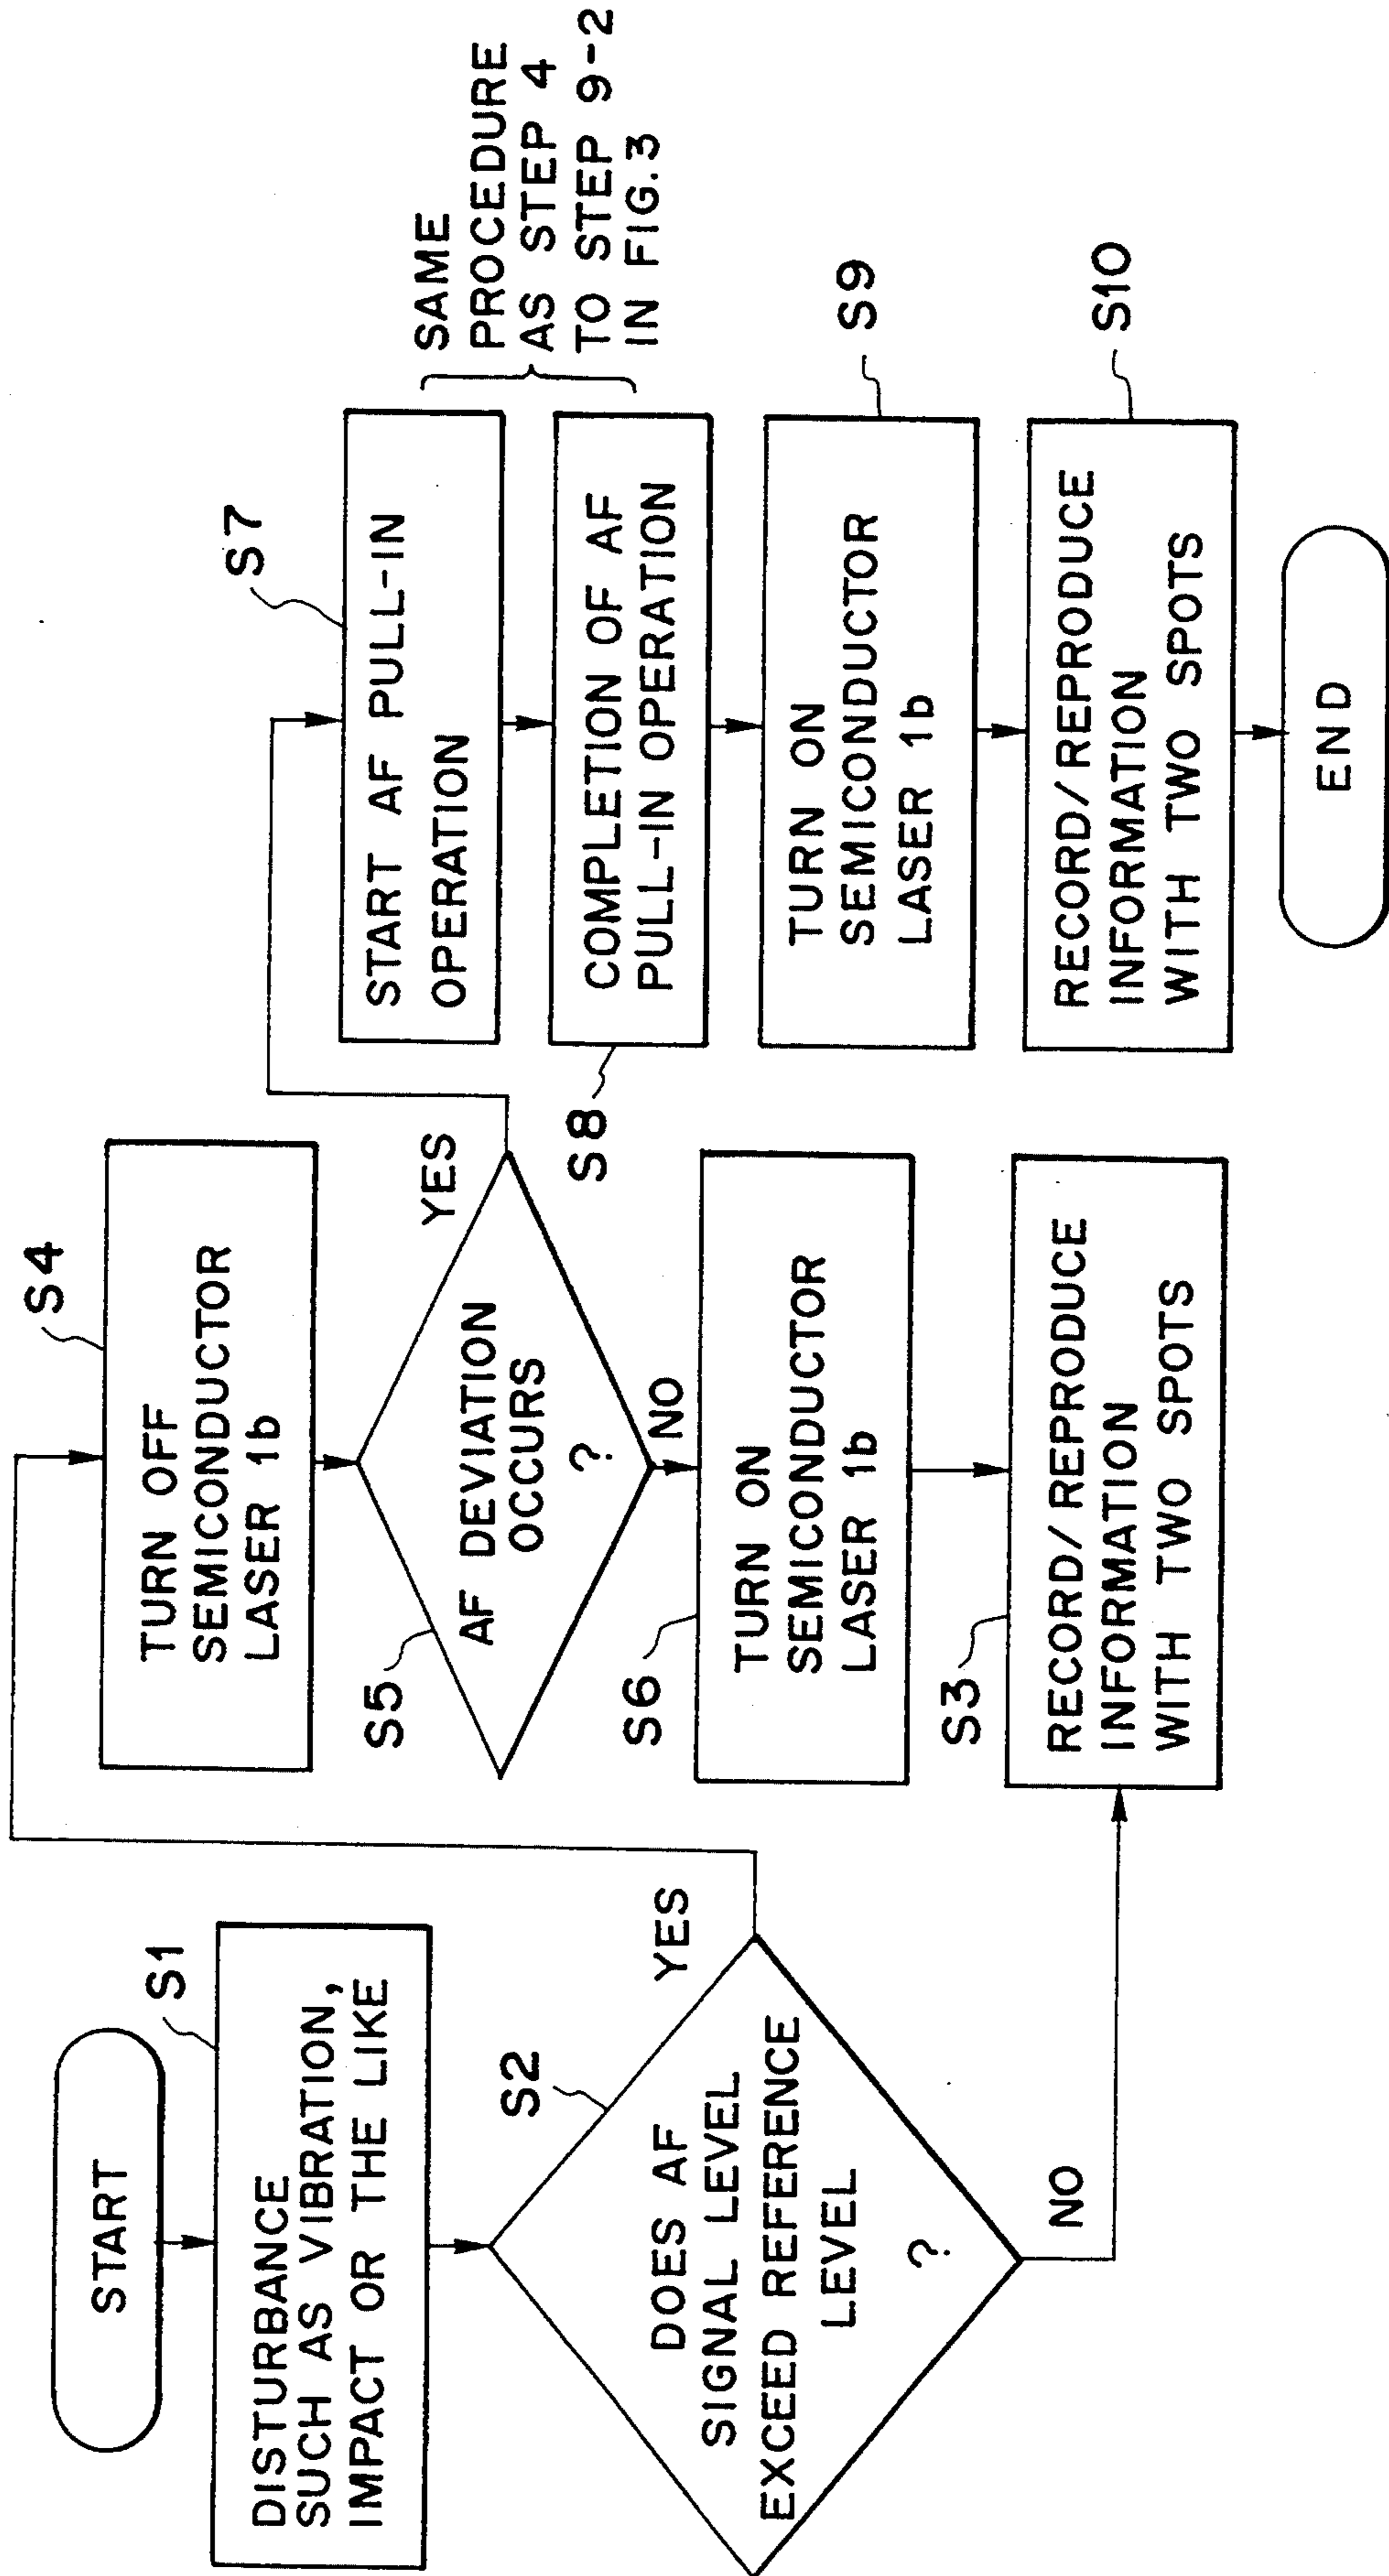 START
S1
DISTURBANCE
SUCH AS VIBRATION,
IMPACT OR THE LIKE
S2
DOES AF
SIGNAL LEVEL
EXCEED REFERENCE
LEVEL
?
YES
NO
S4
TURN OFF
SEMICONDUCTOR
LASER 1b
S5
AF DEVIATION
OCCURS
?
YES
NO
S6
TURN ON
SEMICONDUCTOR
LASER 1b
S3
RECORD/REPRODUCE
INFORMATION
WITH TWO SPOTS
S7
START AF PULL-IN
OPERATION
S8
COMPLETION OF AF
PULL-IN OPERATION
SAME
PROCEDURE
AS STEP 4
TO STEP 9-2
IN FIG.3
S9
TURN ON
SEMICONDUCTOR
LASER 1b
S10
RECORD/REPRODUCE
INFORMATION
WITH TWO SPOTS
END